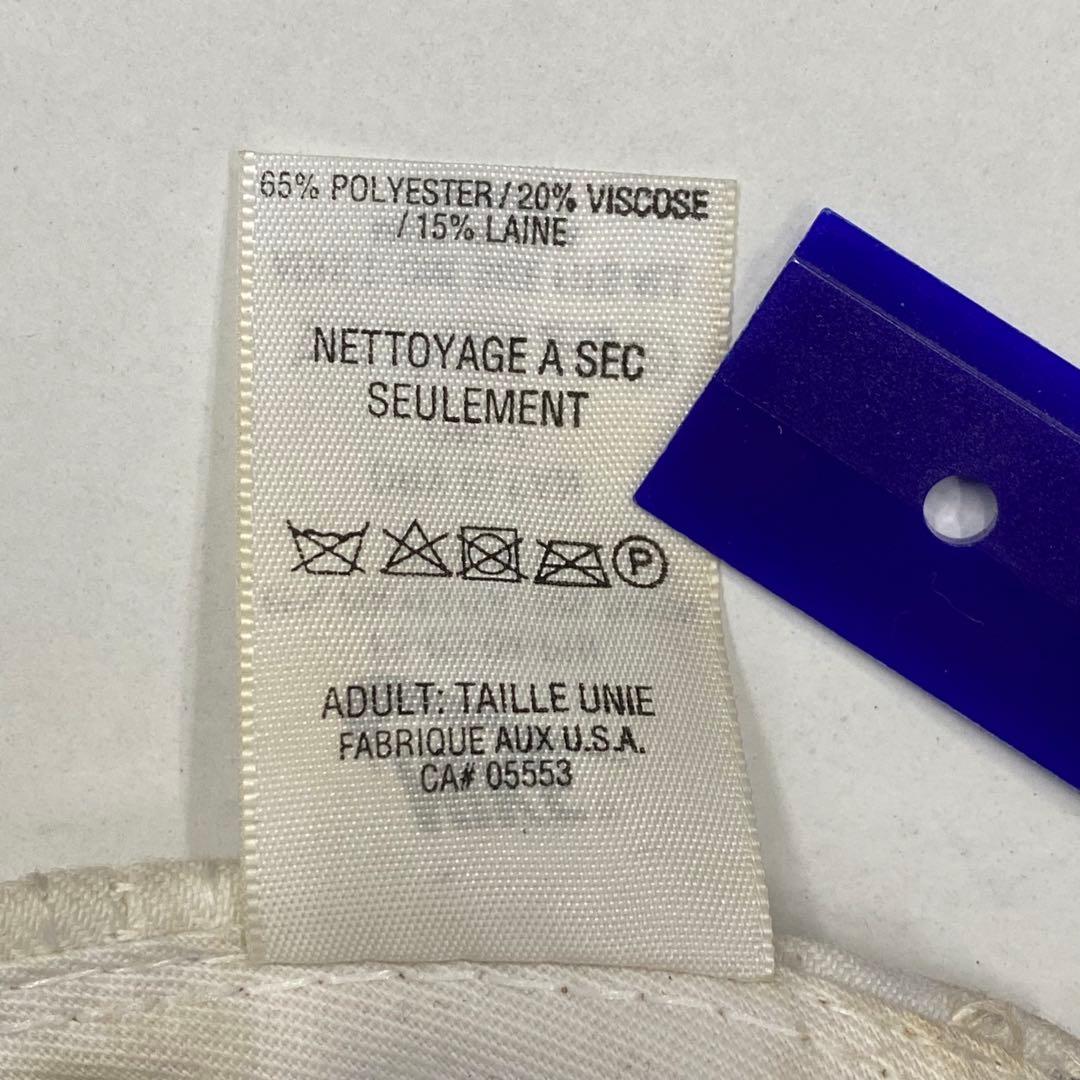 65% POLYESTER/20% VISCOSE
/15% LAINE
NETTOYAGE A SEC
SEULEMENT
P
ADULT: TAILLE UNIE
FABRIQUE AUX U.S.A.
CA# 05553